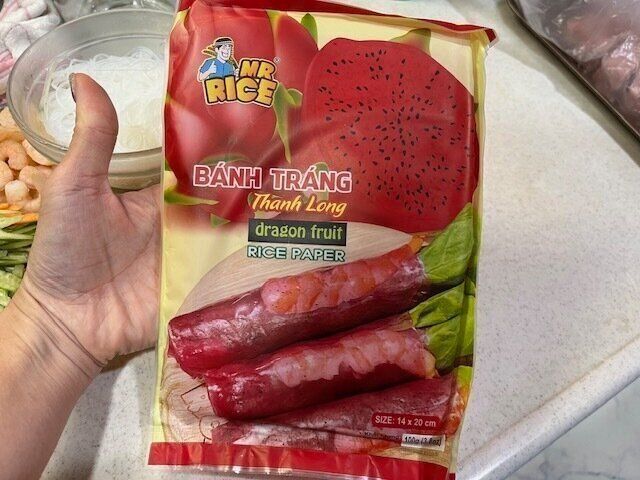 MR
RICE
BÁNH TRÁNG
Thanh Long
dragon fruit
RICE PAPER
SIZE: 14 x 20 cm